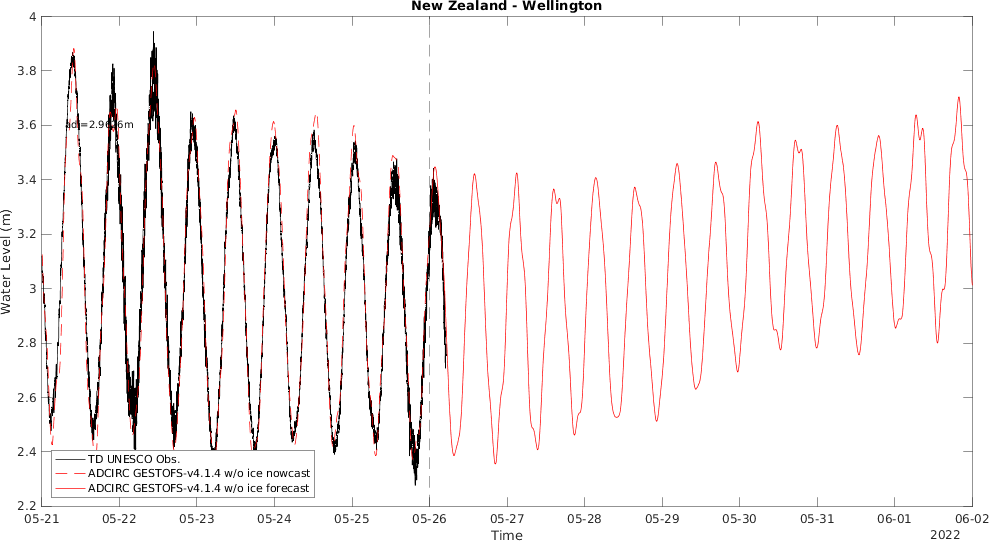 New Zealand - Wellington
Water Level (m)
4
3.8
3.6
3.4
3.2
3
2.8
2.6
2.4
2.2
TD UNESCO Obs.
ADCIRC GESTOFS-v4.1.4 w/o ice nowcast
ADCIRC GESTOFS-v4.1.4 w/o ice forecast
05-21 05-22 05-23 05-24 05-25 05-26 05-27 05-28 05-29 05-30 05-31 06-01 06-02
Time
2022